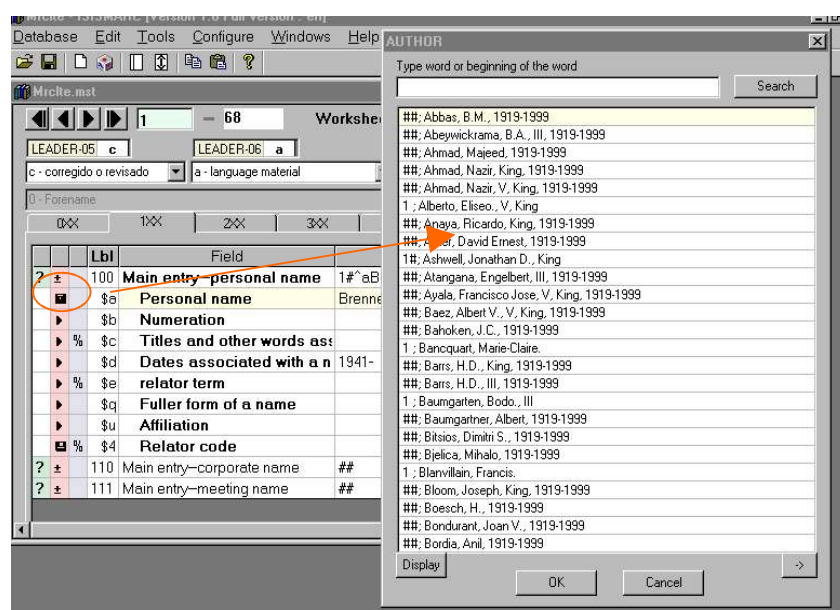 Mrclte - ISISMARC [Version 1.0 Full version : en]
Database Edit Tools Configure Windows Help
Mrclte.mst
1 – 68 Workshe
LEADER-05 c LEADER-06 a
c - corregido o revisado a - language material
0 - Forename
0XX 1XX 2XX 3XX
Lbl Field
? ± 100 Main entry–personal name 1#^aB
$a Personal name Brenne
$b Numeration
% $c Titles and other words ass
$d Dates associated with a n 1941-
% $e relator term
$q Fuller form of a name
$u Affiliation
% $4 Relator code
? ± 110 Main entry–corporate name ##
? ± 111 Main entry–meeting name ##
AUTHOR
Type word or beginning of the word
Search
##; Abbas, B.M., 1919-1999
##; Abeywickrama, B.A., III, 1919-1999
##; Ahmad, Majeed, 1919-1999
##; Ahmad, Nazir, King, 1919-1999
##; Ahmad, Nazir, V, King, 1919-1999
1 ; Alberto, Eliseo., V, King
##; Anaya, Ricardo, King, 1919-1999
David Ernest, 1919-1999
1#; Ashwell, Jonathan D., King
##; Atangana, Engelbert, III, 1919-1999
##; Ayala, Francisco Jose, V, King, 1919-1999
##; Baez, Albert V., V, King, 1919-1999
##; Bahoken, J.C., 1919-1999
1 ; Bancquart, Marie-Claire.
##; Barrs, H.D., King, 1919-1999
##; Barrs, H.D., III, 1919-1999
1 ; Baumgarten, Bodo., III
##; Baumgartner, Albert, 1919-1999
##; Bitsios, Dimitri S., 1919-1999
##; Bjelica, Mihalo, 1919-1999
1 ; Blanvillain, Francis.
##; Bloom, Joseph, King, 1919-1999
##; Boesch, H., 1919-1999
##; Bondurant, Joan V., 1919-1999
##; Bordia, Anil, 1919-1999
Display ->
OK Cancel